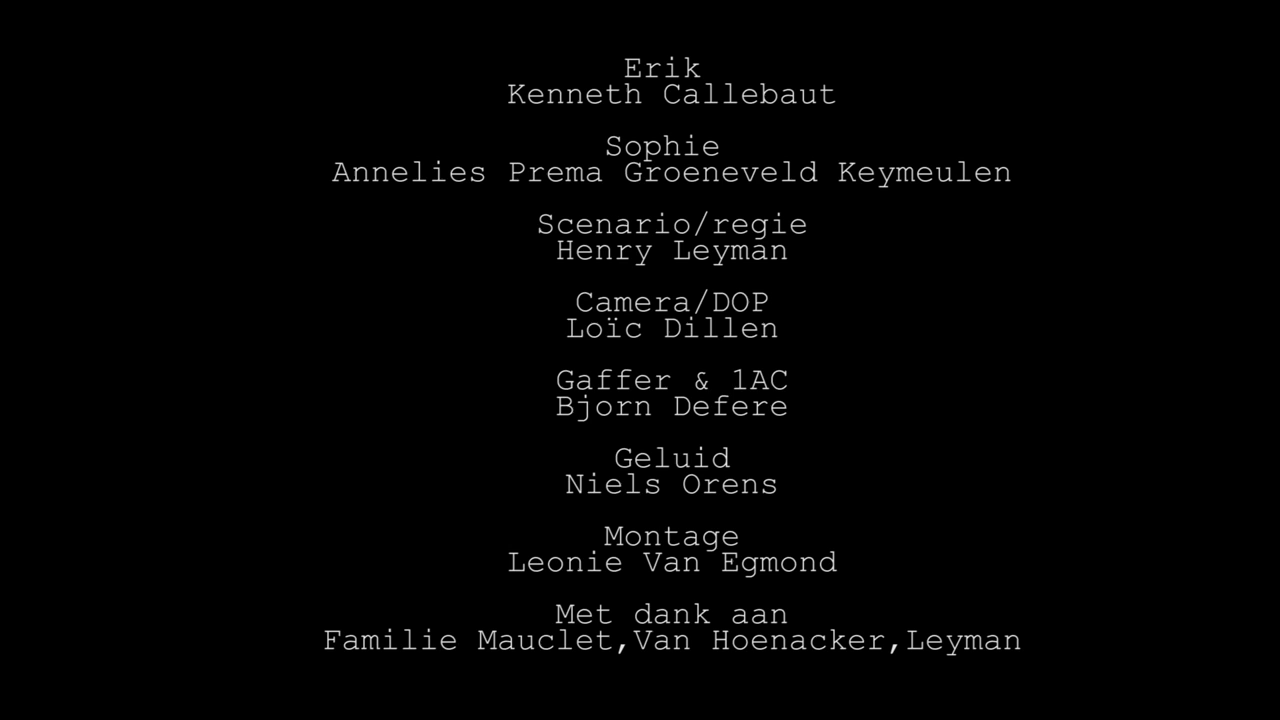 Erik
Kenneth Callebaut
Sophie
Annelies Prema Groeneveld Keymeulen
Scenario/regie
Henry Leyman
Camera/DOP
Loïc Dillen
Gaffer & 1AC
Bjorn Defere
Geluid
Niels Orens
Montage
Leonie Van Egmond
Met dank aan
Familie Mauclet,Van Hoenacker,Leyman